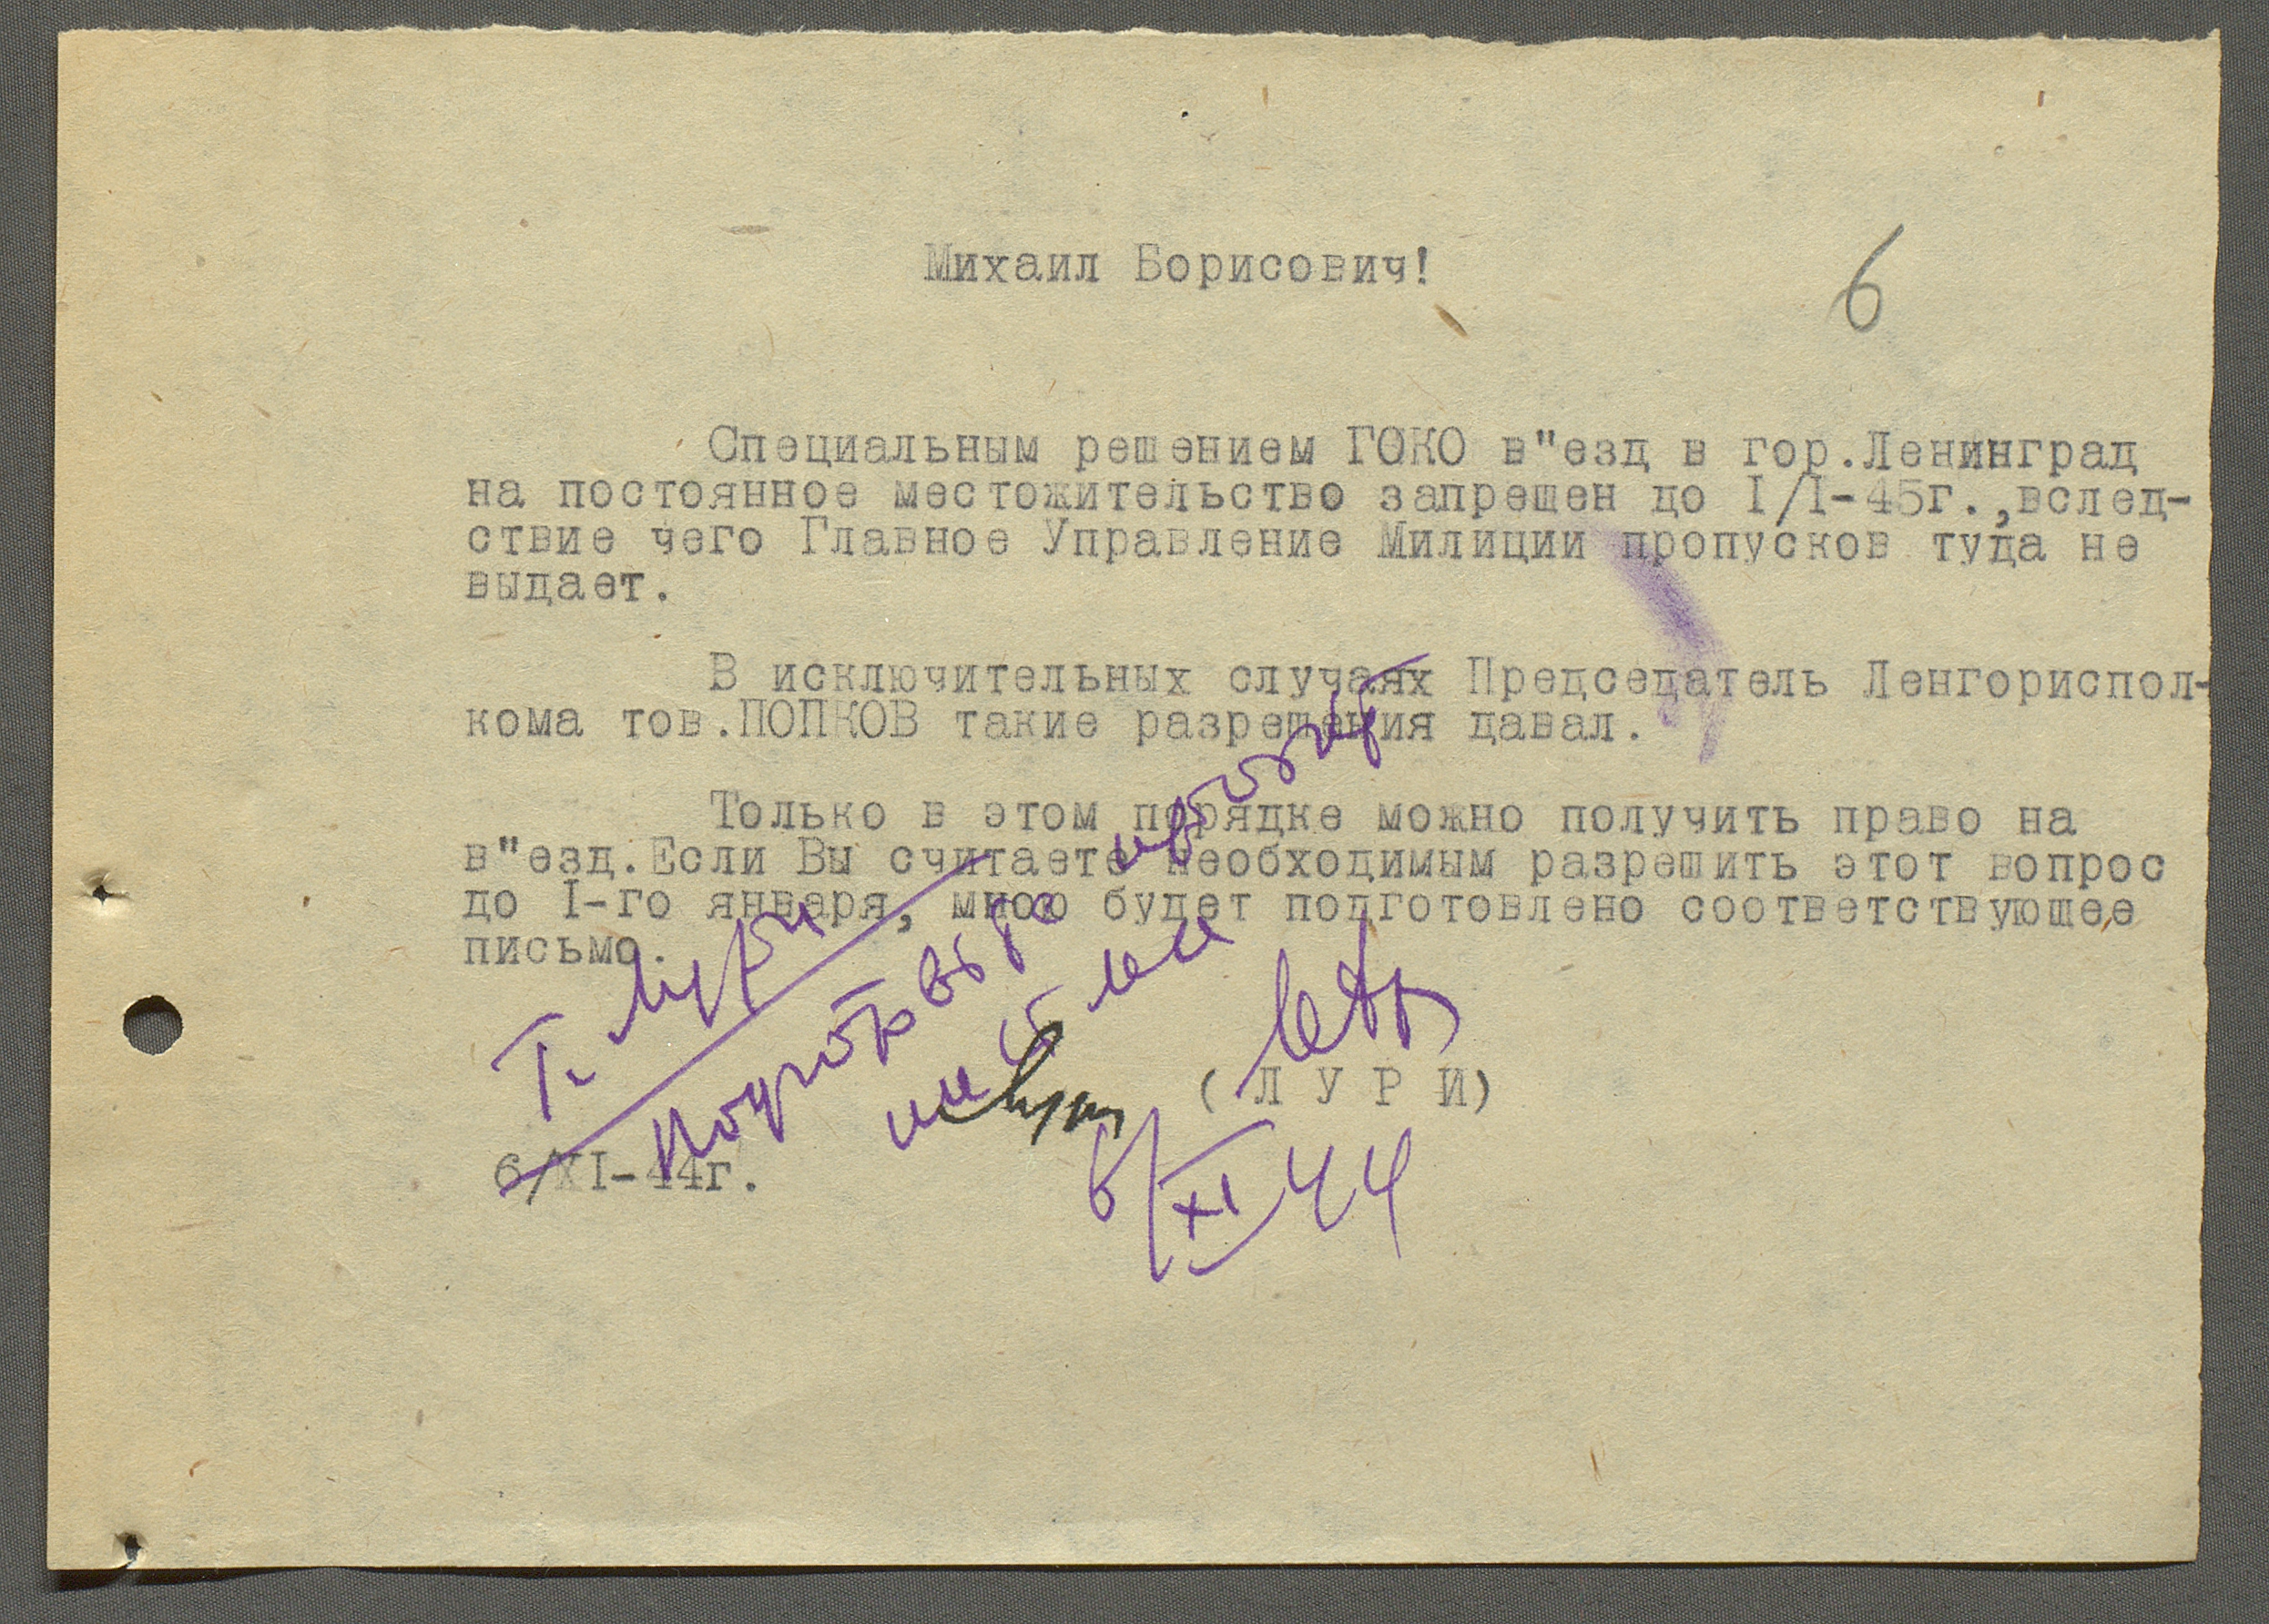 Михаил Борисович!
6
Специальным решением ГОКО в"езд в гор.Ленинград
на постоянное местожительство запрещен до I/I-45г.,вслед-
ствие чего Главное Управление Милиции пропусков туда не
выдает.
В исключительных случаях Председатель Ленгориспол-
кома тов.ПОПКОВ такие разрешения давал.
Только в этом порядке можно получить право на
в"езд.Если Вы считаете необходимым разрешить этот вопрос
до I-го января, мною будет подготовлено соответствующее
письмо.
Т. Лури
подготовьте
письмо
(Л У Р И)
6/XI-44г.
6/XI 44